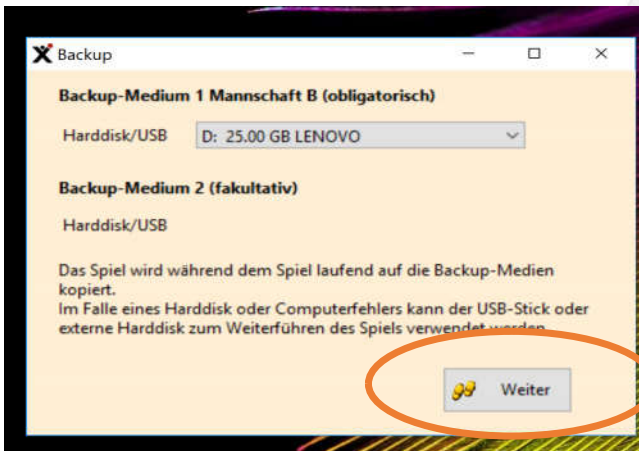 Backup
Backup-Medium 1 Mannschaft B (obligatorisch)
Harddisk/USB D: 25.00 GB LENOVO
Backup-Medium 2 (fakultativ)
Harddisk/USB
Das Spiel wird während dem Spiel laufend auf die Backup-Medien
kopiert.
Im Falle eines Harddisk oder Computerfehlers kann der USB-Stick oder
externe Harddisk zum Weiterführen des Spiels verwendet werden.
Weiter